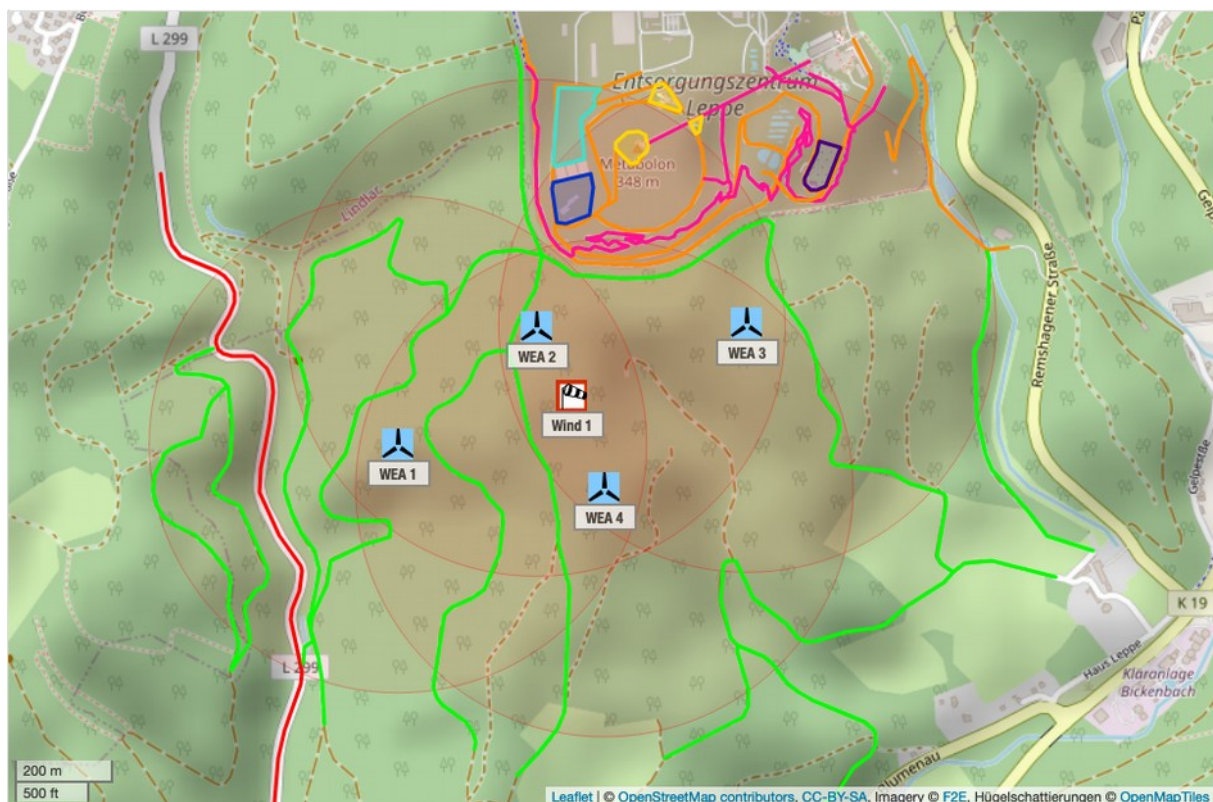 L 299
Entsorgungszentrum
Leppe
Metabolon
348 m
Lindlar
Remshagener Straße
WEA 2
WEA 3
Wind 1
WEA 1
WEA 4
K 19
L 299
Haus Leppe
Kläranlage
Bickenbach
200 m
500 ft
Leaflet | © OpenStreetMap contributors, CC-BY-SA, Imagery © F2E, Hügelschattierungen © OpenMapTiles